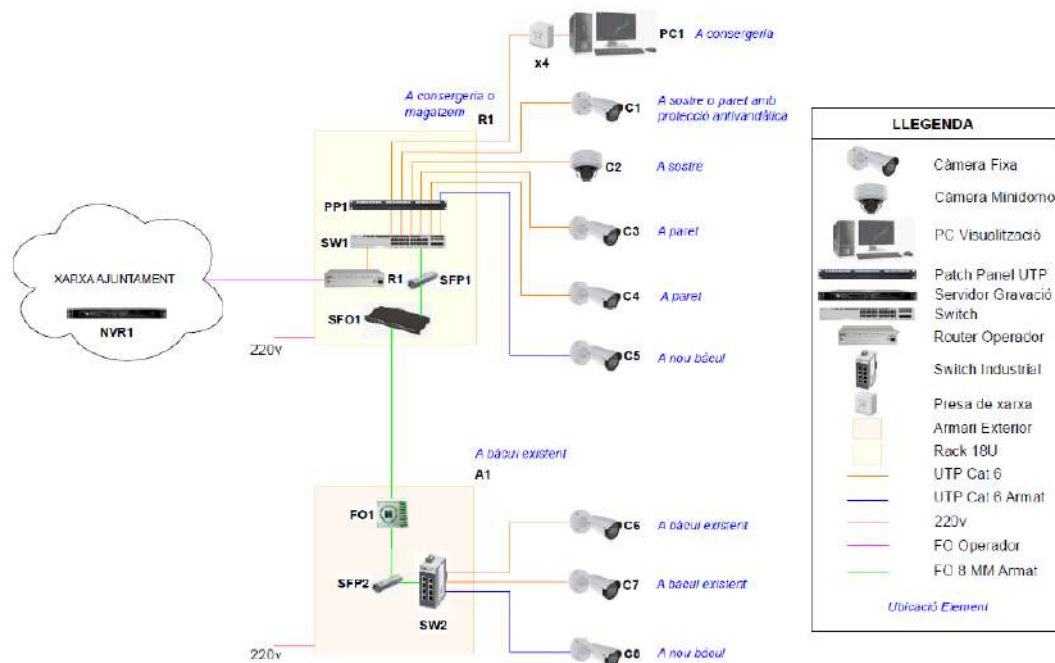 PC1
A consergeria
x4
A consergeria o
magatzem
R1
C1
A sostre o paret amb
protecció antivandàlica
C2
A sostre
PP1
C3
A paret
SW1
XARXA AJUNTAMENT
R1
SFP1
C4
A paret
NVR1
SFO1
220v
C5
A nou bàcul
A bàcul existent
A1
FO1
C6
A bàcul existent
SFP2
C7
A bàcul existent
SW2
220v
C8
A nou bàcul
LLEGENDA
Càmera Fixa
Càmera Minidomo
PC Visualització
Patch Panel UTP
Servidor Gravació
Switch
Router Operador
Switch Industrial
Presa de xarxa
Armari Exterior
Rack 18U
UTP Cat 6
UTP Cat 6 Armat
220v
FO Operador
FO 8 MM Armat
Ubicació Element